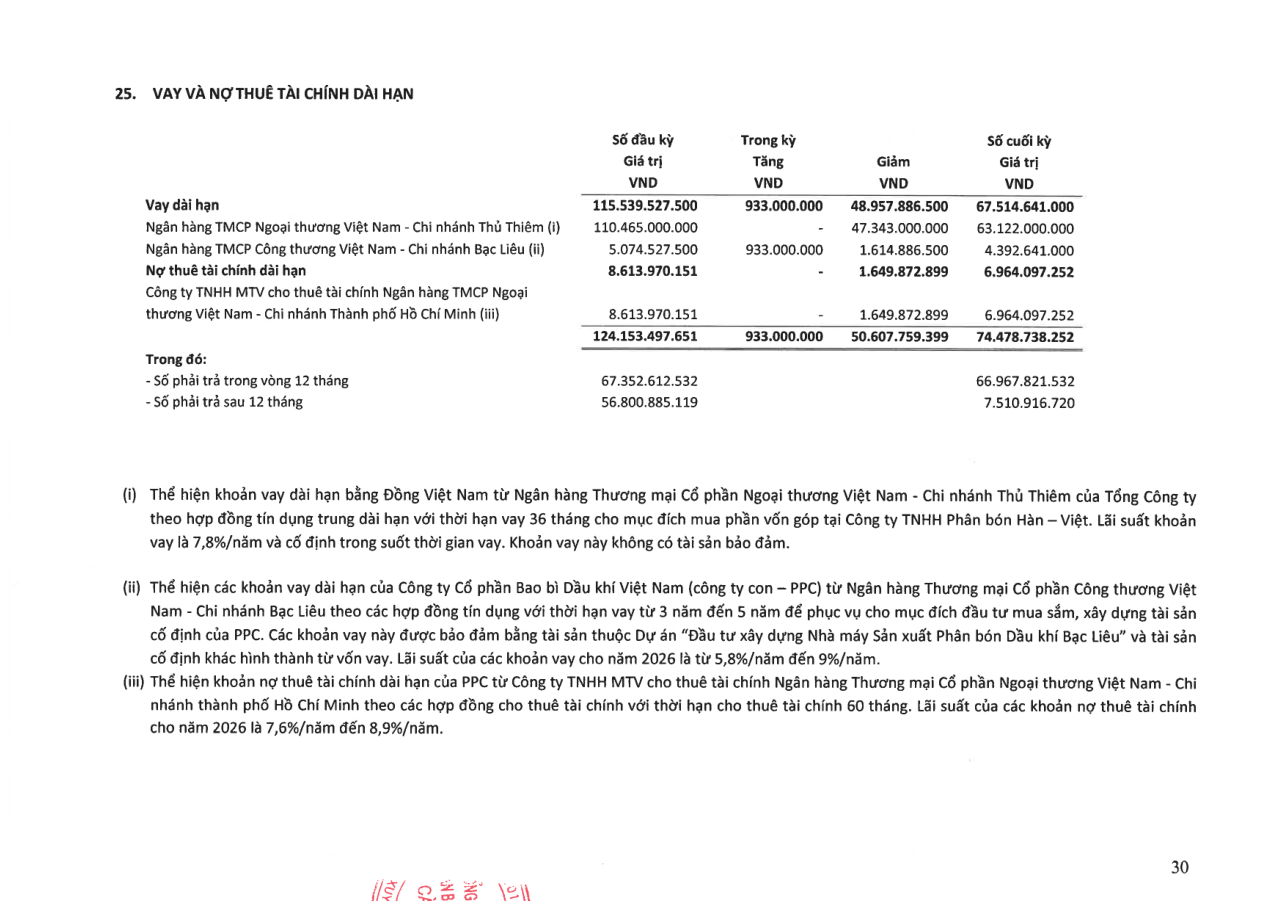 25. VAY VÀ NỢ THUÊ TÀI CHÍNH DÀI HẠN
Số đầu kỳ Trong kỳ Số cuối kỳ
Giá trị Tăng Giảm Giá trị
VND VND VND VND
Vay dài hạn 115.539.527.500 933.000.000 48.957.886.500 67.514.641.000
Ngân hàng TMCP Ngoại thương Việt Nam - Chi nhánh Thủ Thiêm (i) 110.465.000.000 - 47.343.000.000 63.122.000.000
Ngân hàng TMCP Công thương Việt Nam - Chi nhánh Bạc Liêu (ii) 5.074.527.500 933.000.000 1.614.886.500 4.392.641.000
Nợ thuê tài chính dài hạn 8.613.970.151 - 1.649.872.899 6.964.097.252
Công ty TNHH MTV cho thuê tài chính Ngân hàng TMCP Ngoại
thương Việt Nam - Chi nhánh Thành phố Hồ Chí Minh (iii) 8.613.970.151 - 1.649.872.899 6.964.097.252
124.153.497.651 933.000.000 50.607.759.399 74.478.738.252
Trong đó:
- Số phải trả trong vòng 12 tháng 67.352.612.532 66.967.821.532
- Số phải trả sau 12 tháng 56.800.885.119 7.510.916.720
(i) Thể hiện khoản vay dài hạn bằng Đồng Việt Nam từ Ngân hàng Thương mại Cổ phần Ngoại thương Việt Nam - Chi nhánh Thủ Thiêm của Tổng Công ty
theo hợp đồng tín dụng trung dài hạn với thời hạn vay 36 tháng cho mục đích mua phần vốn góp tại Công ty TNHH Phân bón Hàn – Việt. Lãi suất khoản
vay là 7,8%/năm và cố định trong suốt thời gian vay. Khoản vay này không có tài sản bảo đảm.
(ii) Thể hiện các khoản vay dài hạn của Công ty Cổ phần Bao bì Dầu khí Việt Nam (công ty con – PPC) từ Ngân hàng Thương mại Cổ phần Công thương Việt
Nam - Chi nhánh Bạc Liêu theo các hợp đồng tín dụng với thời hạn vay từ 3 năm đến 5 năm để phục vụ cho mục đích đầu tư mua sắm, xây dựng tài sản
cố định của PPC. Các khoản vay này được bảo đảm bằng tài sản thuộc Dự án “Đầu tư xây dựng Nhà máy Sản xuất Phân bón Dầu khí Bạc Liêu” và tài sản
cố định khác hình thành từ vốn vay. Lãi suất của các khoản vay cho năm 2026 là từ 5,8%/năm đến 9%/năm.
(iii) Thể hiện khoản nợ thuê tài chính dài hạn của PPC từ Công ty TNHH MTV cho thuê tài chính Ngân hàng Thương mại Cổ phần Ngoại thương Việt Nam - Chi
nhánh thành phố Hồ Chí Minh theo các hợp đồng cho thuê tài chính với thời hạn cho thuê tài chính 60 tháng. Lãi suất của các khoản nợ thuê tài chính
cho năm 2026 là 7,6%/năm đến 8,9%/năm.
30